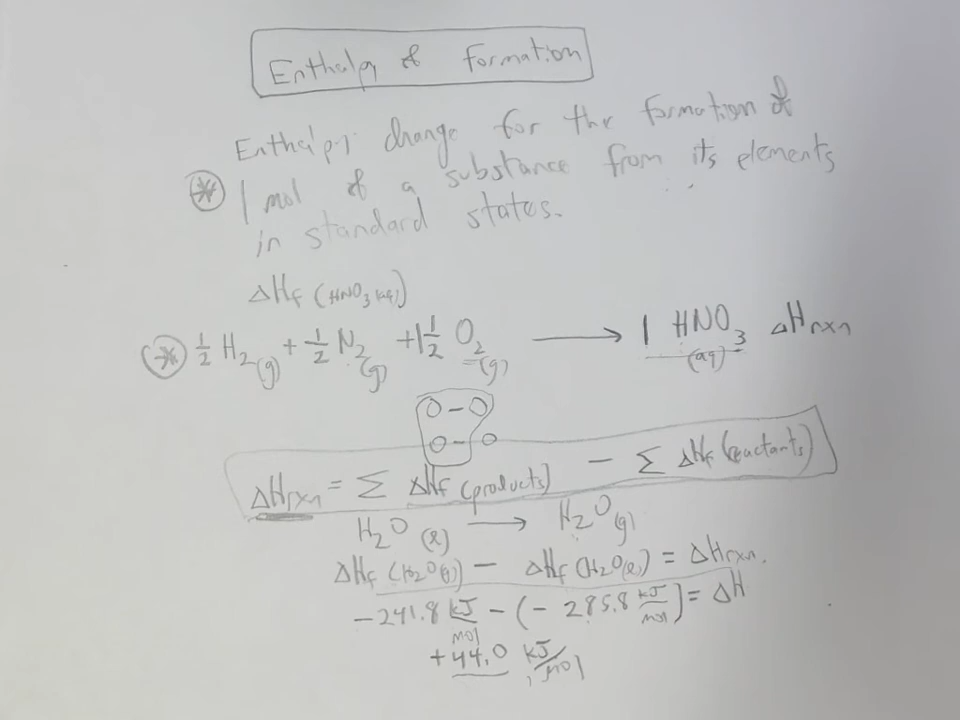 Enthalpy of Formation
Enthalpy change for the formation of
* 1 mol of a substance from its elements
in standard states.
ΔHf (HNO3(aq))
* 1/2 H2(g) + 1/2 N2(g) + 1 1/2 O2(g) → 1 HNO3(aq) ΔHrxn
O-O
O-O
ΔHrxn = Σ ΔHf (products) - Σ ΔHf (reactants)
H2O(l) → H2O(g)
ΔHf (H2O(g)) - ΔHf (H2O(l)) = ΔHrxn.
-241.8 kJ/mol - (-285.8 kJ/mol) = ΔH
+44.0 kJ/mol